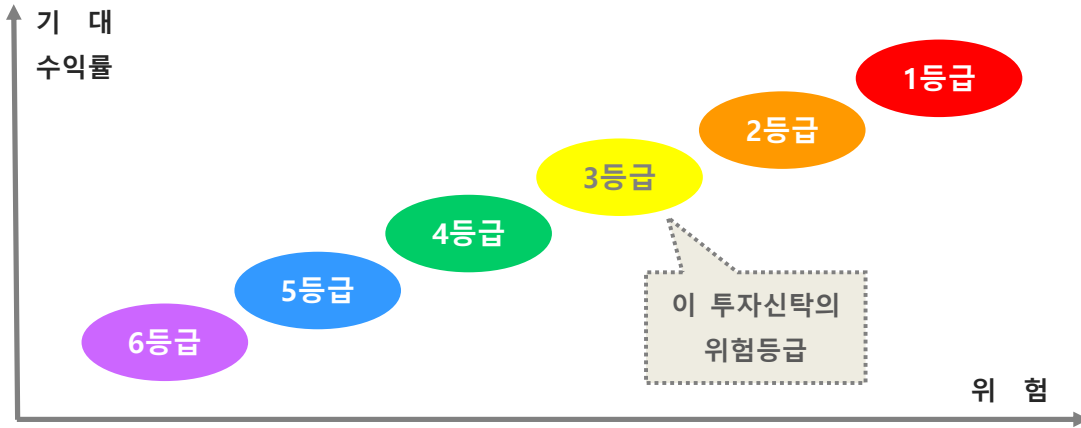 기 대
수익률
1등급
2등급
3등급
4등급
5등급
6등급
이 투자신탁의
위험등급
위 험